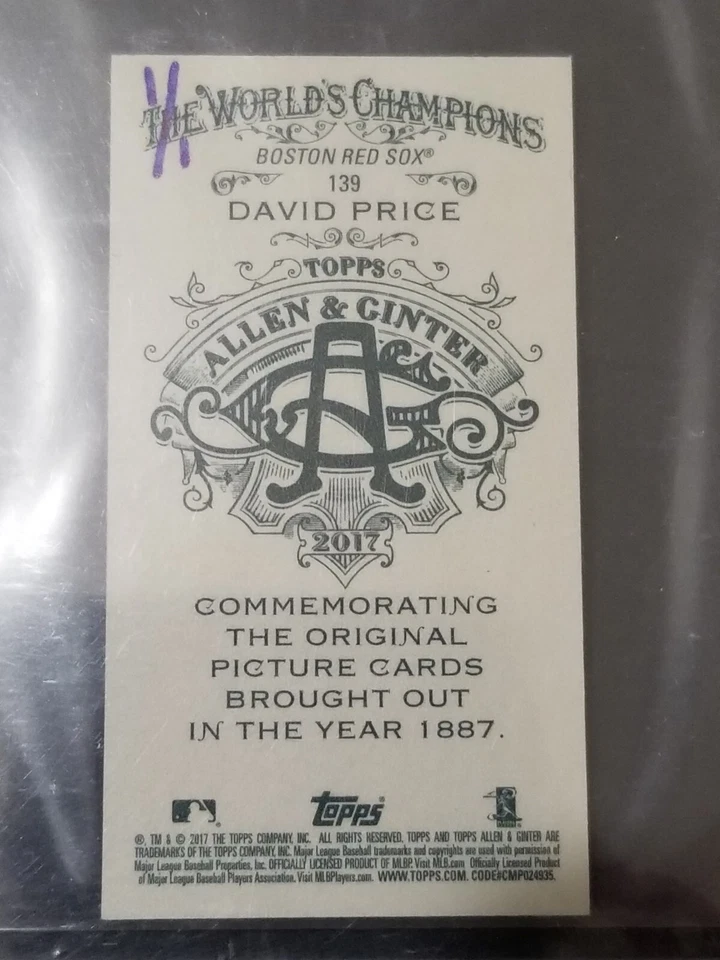 THE WORLD'S CHAMPIONS
BOSTON RED SOX®
139
DAVID PRICE
TOPPS
ALLEN & GINTER
AG
2017
COMMEMORATING
THE ORIGINAL
PICTURE CARDS
BROUGHT OUT
IN THE YEAR 1887.
Topps®
®, TM & © 2017 THE TOPPS COMPANY, INC. ALL RIGHTS RESERVED. TOPPS AND TOPPS ALLEN & GINTER ARE
TRADEMARKS OF THE TOPPS COMPANY, INC. Major League Baseball trademarks and copyrights are used with permission of
Major League Baseball Properties, Inc. OFFICIALLY LICENSED PRODUCT OF MLBP. Visit MLB.com Officially Licensed Product
of Major League Baseball Players Association. Visit MLBPlayers.com. WWW.TOPPS.COM. CODE#CMP024935.